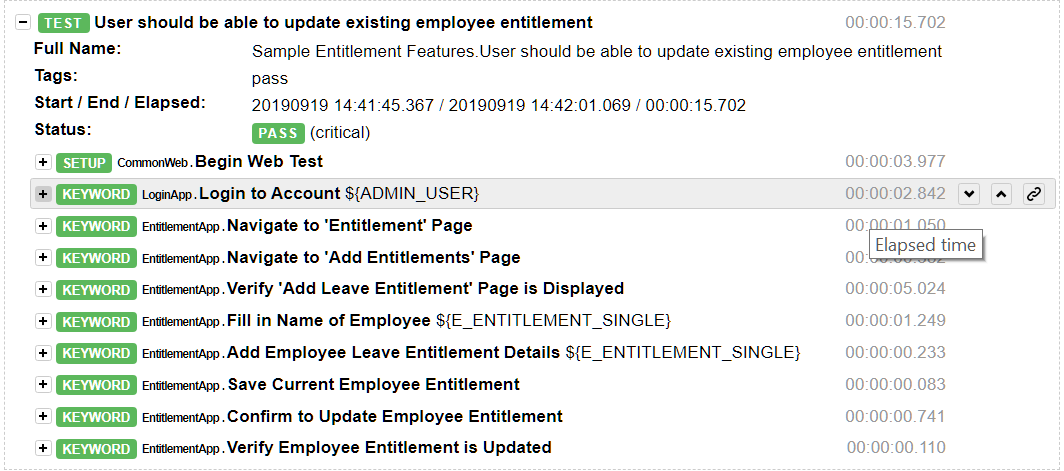 TEST User should be able to update existing employee entitlement 00:00:15.702
Full Name: Sample Entitlement Features.User should be able to update existing employee entitlement
Tags: pass
Start / End / Elapsed: 20190919 14:41:45.367 / 20190919 14:42:01.069 / 00:00:15.702
Status: PASS (critical)
+ SETUP CommonWeb.Begin Web Test 00:00:03.977
+ KEYWORD LoginApp.Login to Account ${ADMIN_USER} 00:00:02.842
+ KEYWORD EntitlementApp.Navigate to 'Entitlement' Page 00:00:01.050
Elapsed time
+ KEYWORD EntitlementApp.Navigate to 'Add Entitlements' Page
+ KEYWORD EntitlementApp.Verify 'Add Leave Entitlement' Page is Displayed 00:00:05.024
+ KEYWORD EntitlementApp.Fill in Name of Employee ${E_ENTITLEMENT_SINGLE} 00:00:01.249
+ KEYWORD EntitlementApp.Add Employee Leave Entitlement Details ${E_ENTITLEMENT_SINGLE} 00:00:00.233
+ KEYWORD EntitlementApp.Save Current Employee Entitlement 00:00:00.083
+ KEYWORD EntitlementApp.Confirm to Update Employee Entitlement 00:00:00.741
+ KEYWORD EntitlementApp.Verify Employee Entitlement is Updated 00:00:00.110